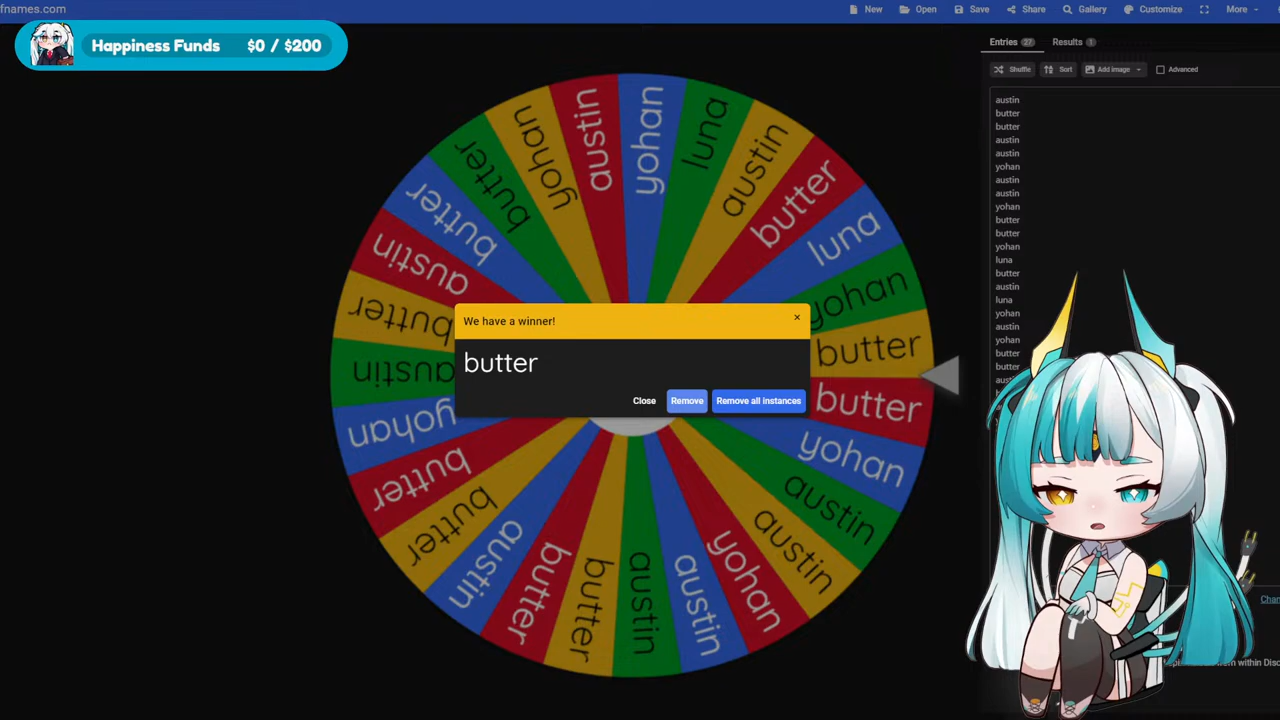 fnames.com
New Open Save Share Gallery Customize More
Happiness Funds $0 / $200
Entries 27 Results 1
Shuffle Sort Add image Advanced
austin
butter
butter
austin
austin
yohan
austin
austin
yohan
butter
butter
yohan
luna
butter
austin
luna
yohan
austin
yohan
butter
butter
yohan
luna
austin
butter
luna
yohan
butter
butter
yohan
austin
austin
yohan
austin
austin
butter
butter
austin
butter
butter
yohan
austin
butter
austin
butter
butter
yohan
austin
We have a winner!
butter
Close Remove Remove all instances